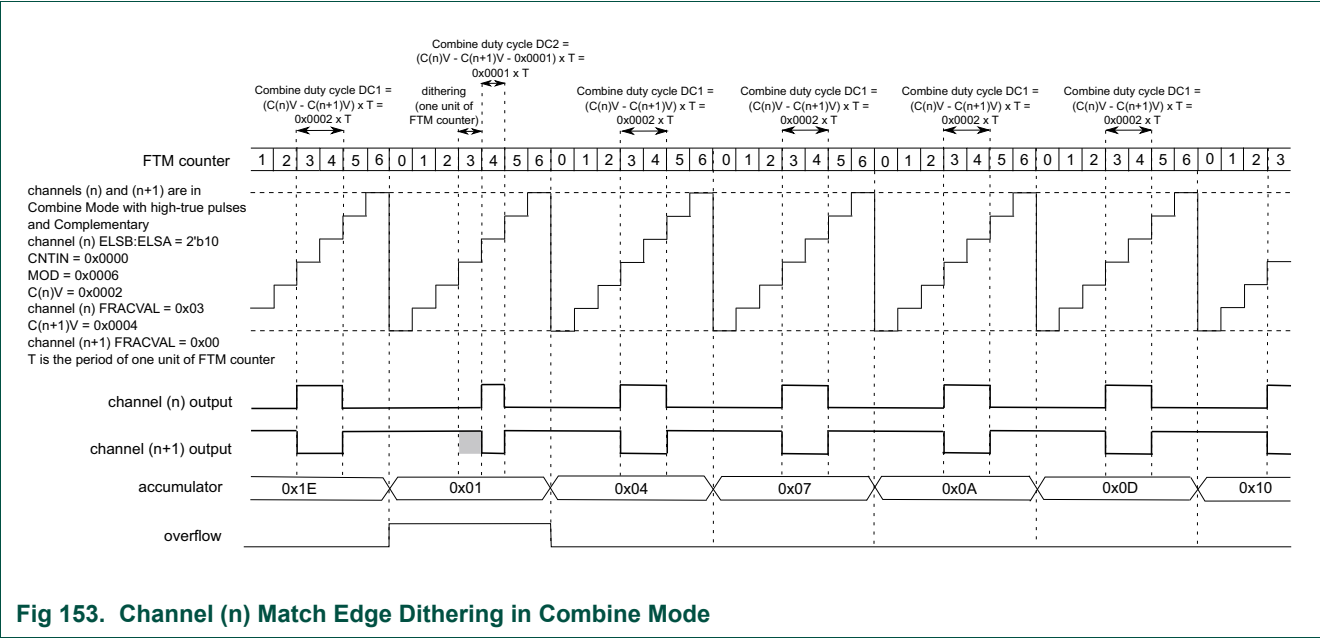 Combine duty cycle DC2 =
(C(n)V - C(n+1)V - 0x0001) x T =
0x0001 x T
Combine duty cycle DC1 =
(C(n)V - C(n+1)V) x T =
0x0002 x T
dithering
(one unit of
FTM counter)
Combine duty cycle DC1 =
(C(n)V - C(n+1)V) x T =
0x0002 x T
Combine duty cycle DC1 =
(C(n)V - C(n+1)V) x T =
0x0002 x T
Combine duty cycle DC1 =
(C(n)V - C(n+1)V) x T =
0x0002 x T
Combine duty cycle DC1 =
(C(n)V - C(n+1)V) x T =
0x0002 x T
FTM counter 1 2 3 4 5 6 0 1 2 3 4 5 6 0 1 2 3 4 5 6 0 1 2 3 4 5 6 0 1 2 3 4 5 6 0 1 2 3 4 5 6 0 1 2 3
channels (n) and (n+1) are in
Combine Mode with high-true pulses
and Complementary
channel (n) ELSB:ELSA = 2'b10
CNTIN = 0x0000
MOD = 0x0006
C(n)V = 0x0002
channel (n) FRACVAL = 0x03
C(n+1)V = 0x0004
channel (n+1) FRACVAL = 0x00
T is the period of one unit of FTM counter
channel (n) output
channel (n+1) output
accumulator 0x1E 0x01 0x04 0x07 0x0A 0x0D 0x10
overflow
Fig 153. Channel (n) Match Edge Dithering in Combine Mode